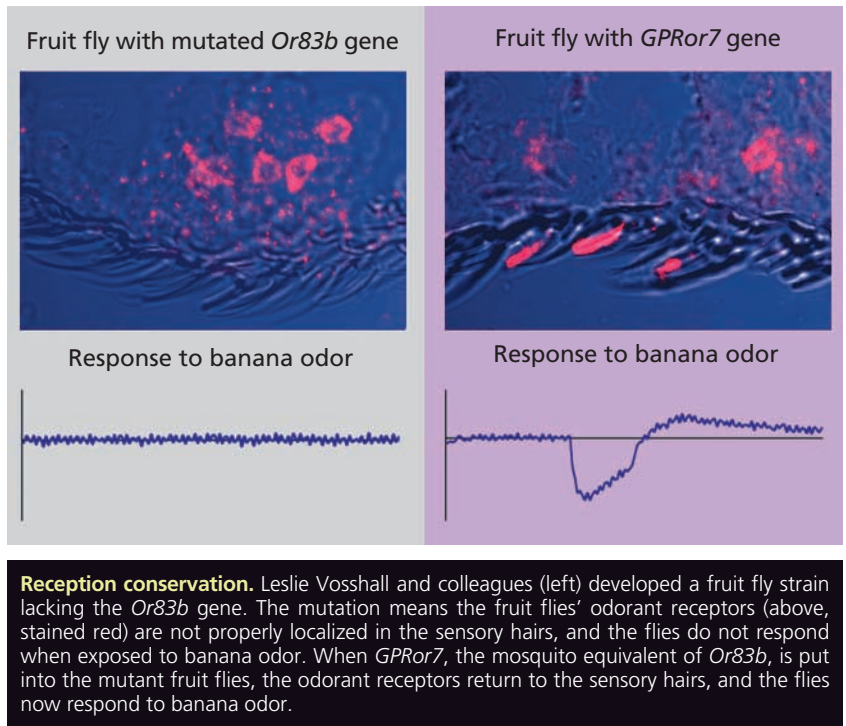 Fruit fly with mutated Or83b gene
Fruit fly with GPRor7 gene
Response to banana odor
Response to banana odor
Reception conservation. Leslie Vosshall and colleagues (left) developed a fruit fly strain
lacking the Or83b gene. The mutation means the fruit flies’ odorant receptors (above,
stained red) are not properly localized in the sensory hairs, and the flies do not respond
when exposed to banana odor. When GPRor7, the mosquito equivalent of Or83b, is put
into the mutant fruit flies, the odorant receptors return to the sensory hairs, and the flies
now respond to banana odor.